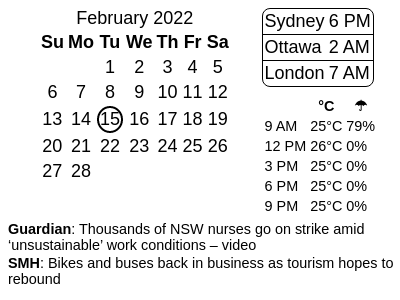 February 2022
Su Mo Tu We Th Fr Sa
1 2 3 4 5
6 7 8 9 10 11 12
13 14 15 16 17 18 19
20 21 22 23 24 25 26
27 28
Sydney 6 PM
Ottawa 2 AM
London 7 AM
°C ☂
9 AM 25°C 79%
12 PM 26°C 0%
3 PM 25°C 0%
6 PM 25°C 0%
9 PM 25°C 0%
Guardian: Thousands of NSW nurses go on strike amid
‘unsustainable’ work conditions – video
SMH: Bikes and buses back in business as tourism hopes to
rebound